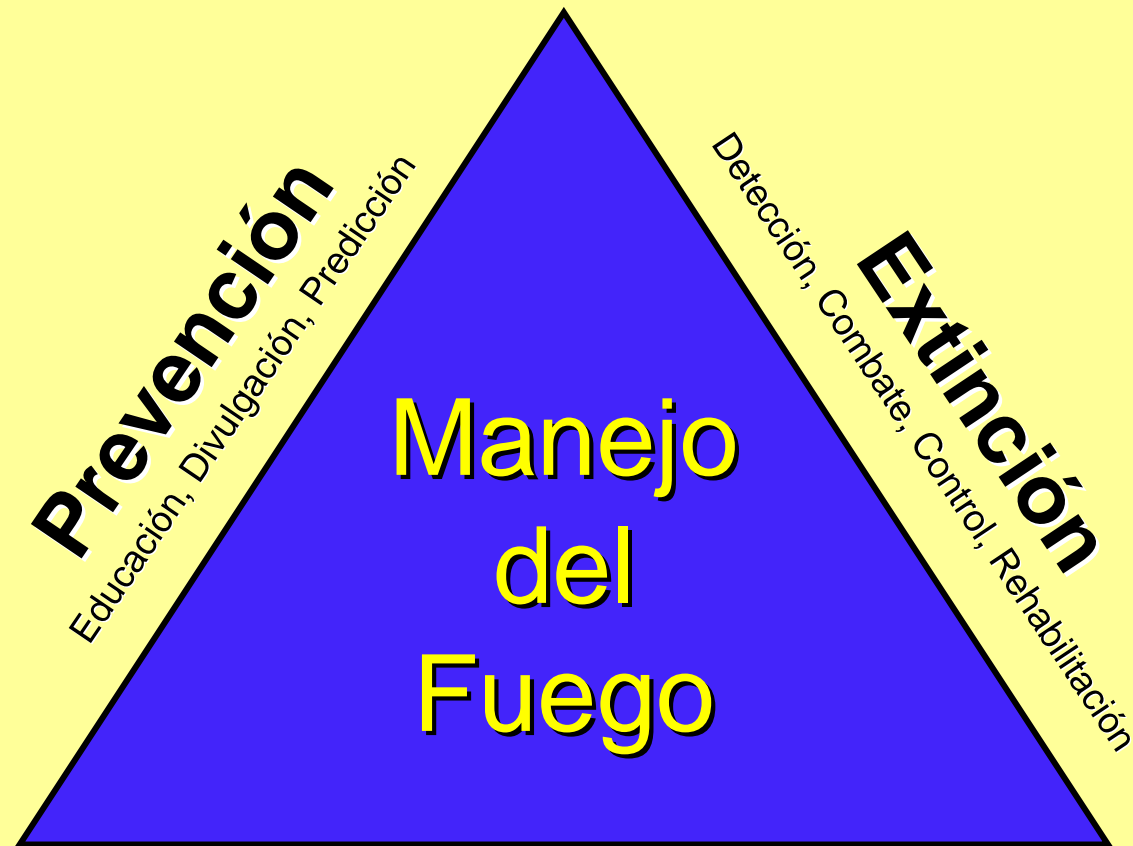 Prevención
Educación, Divulgación, Predicción
Extinción
Detección, Combate, Control, Rehabilitación
Manejo
del
Fuego